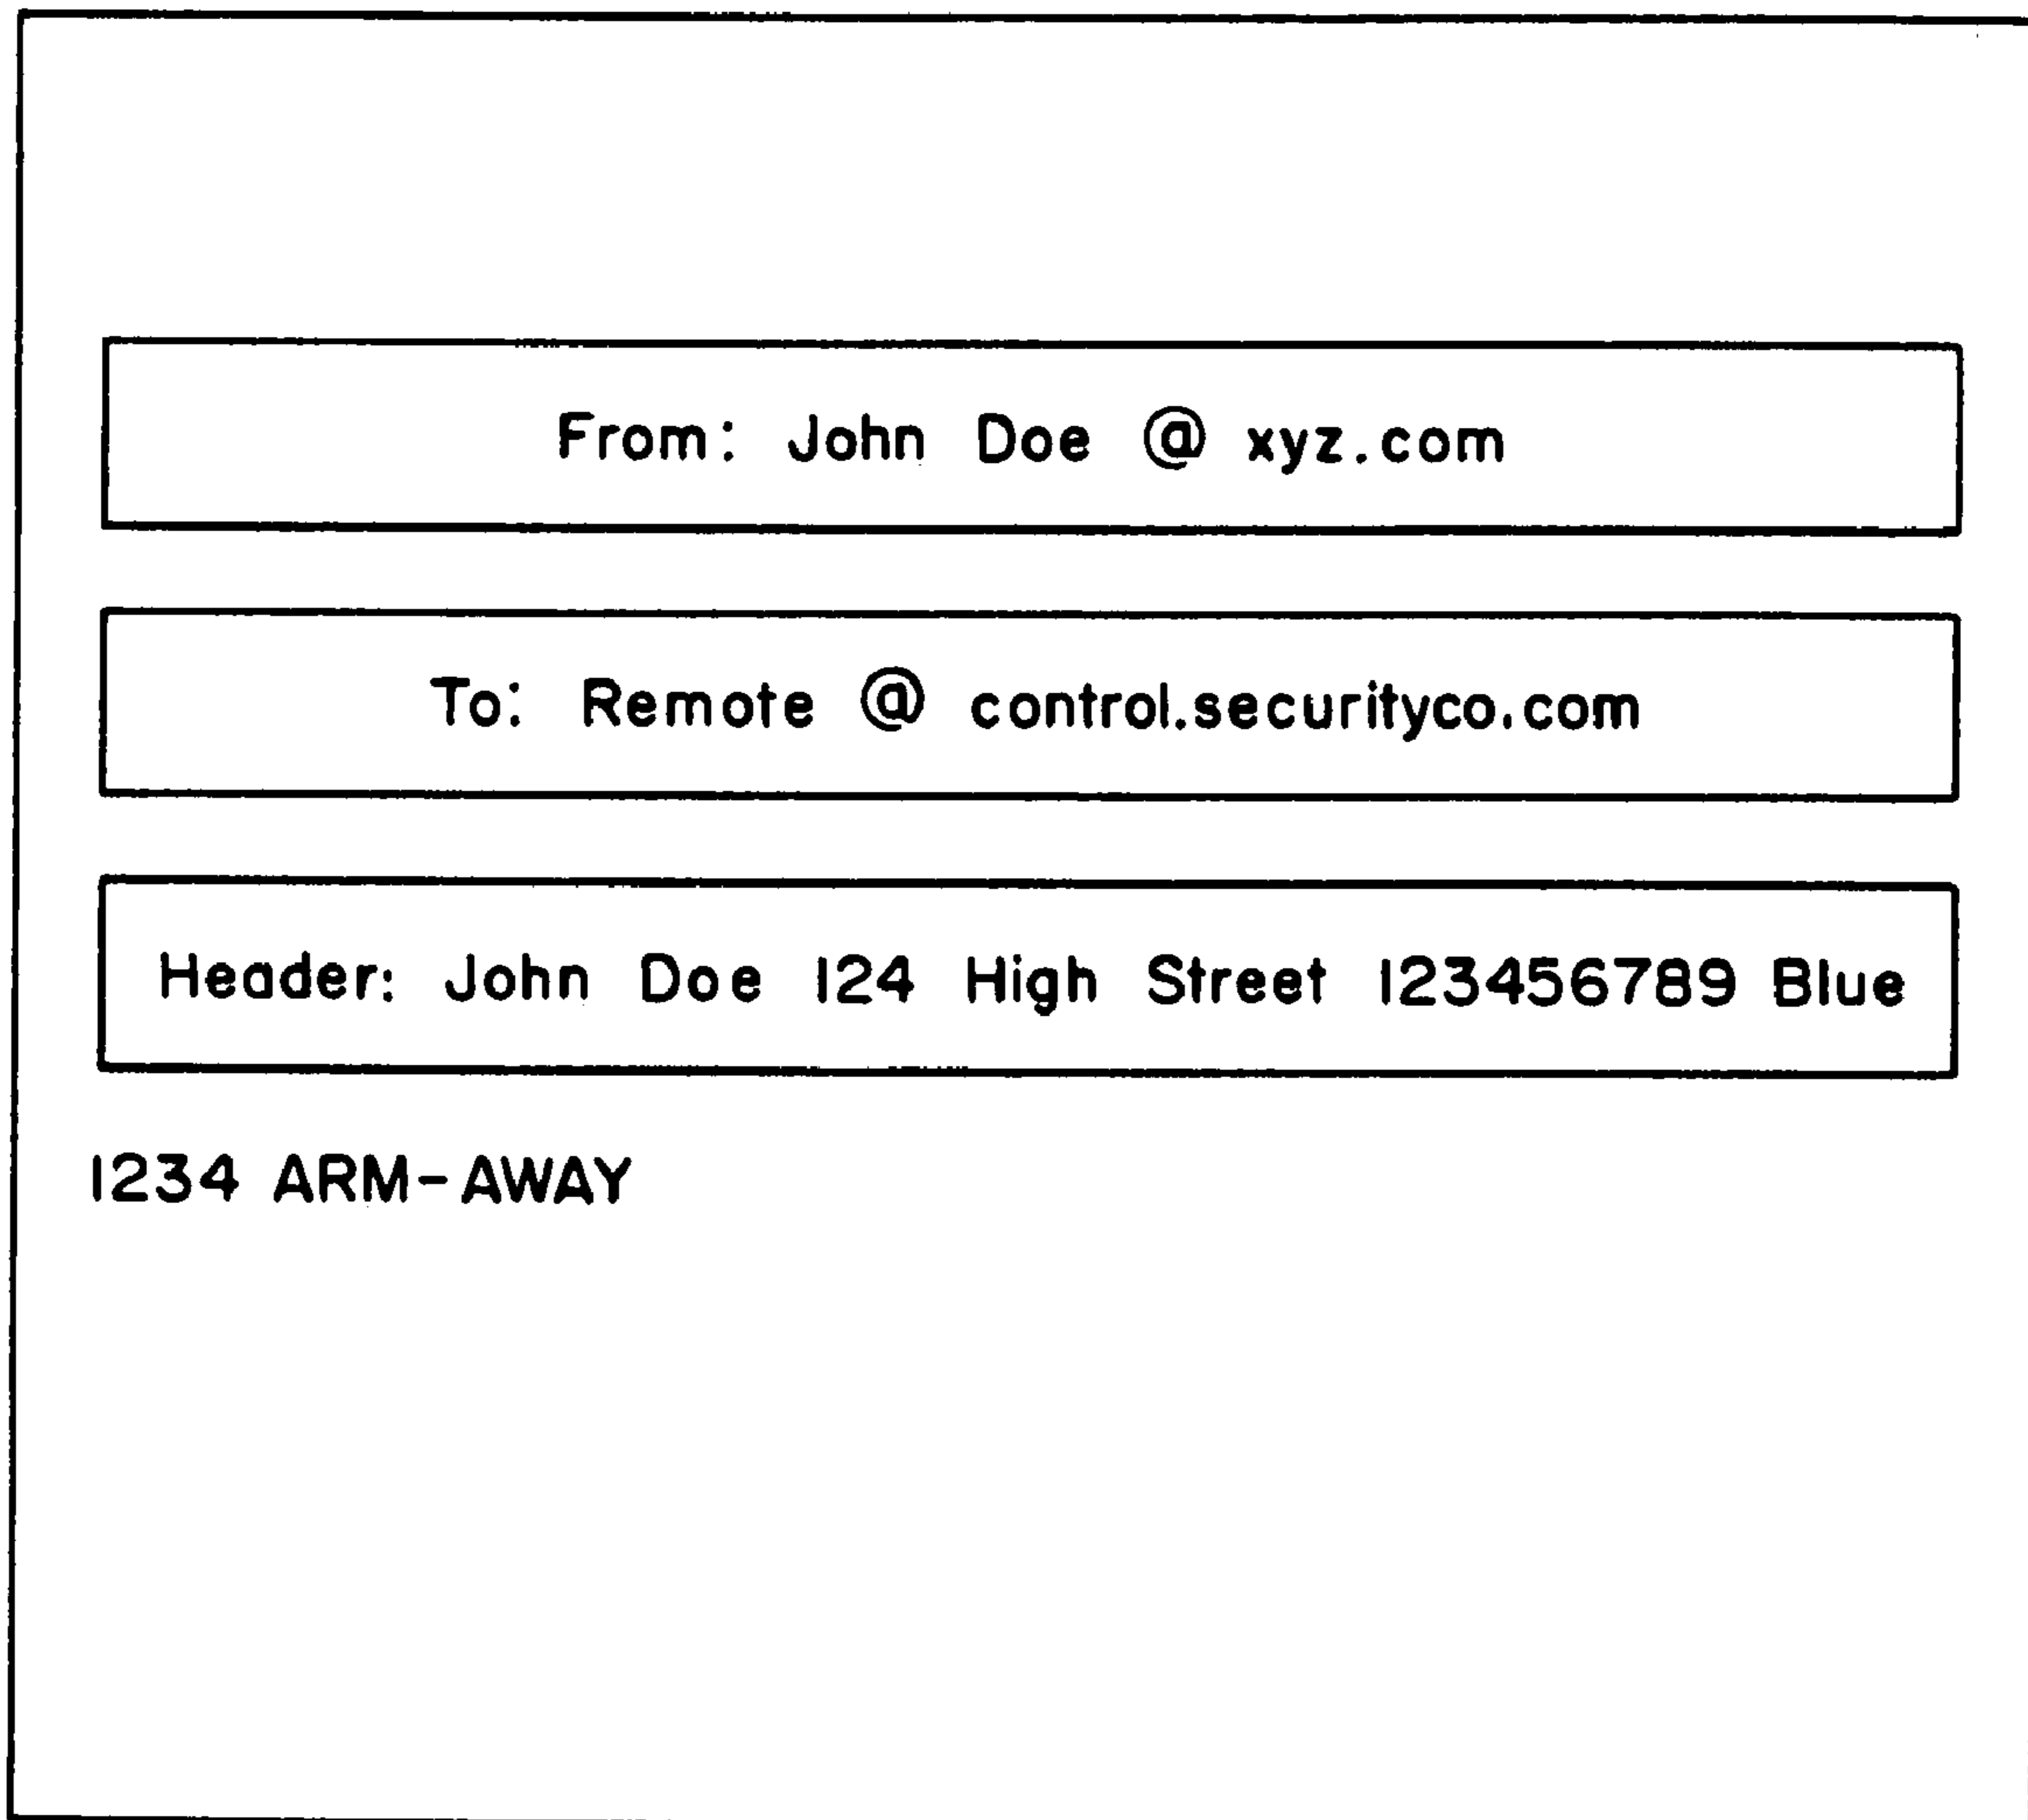 From: John Doe @ xyz.com
To: Remote @ control.securityco.com
Header: John Doe 124 High Street 123456789 Blue
1234 ARM-AWAY